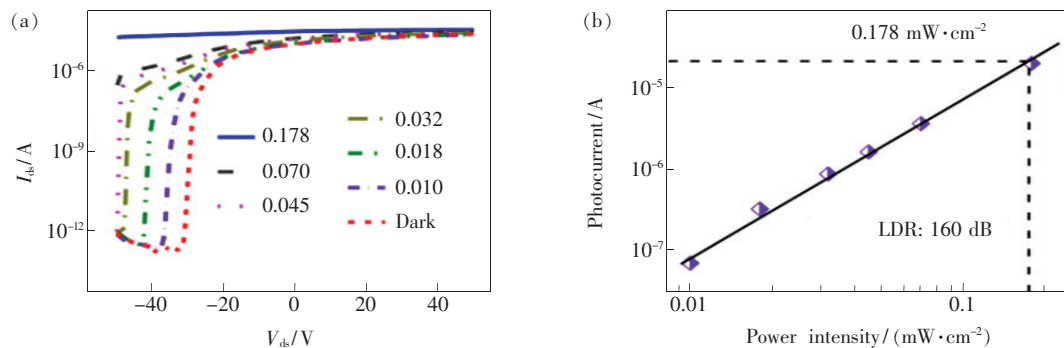 (a)
10⁻⁶
10⁻⁹
10⁻¹²
I_ds/A
0.178
0.070
0.045
0.032
0.018
0.010
Dark
−40
−20
0
20
40
V_ds/V
(b)
0.178 mW·cm⁻²
10⁻⁵
10⁻⁶
10⁻⁷
Photocurrent/A
LDR: 160 dB
0.01
0.1
Power intensity/(mW·cm⁻²)